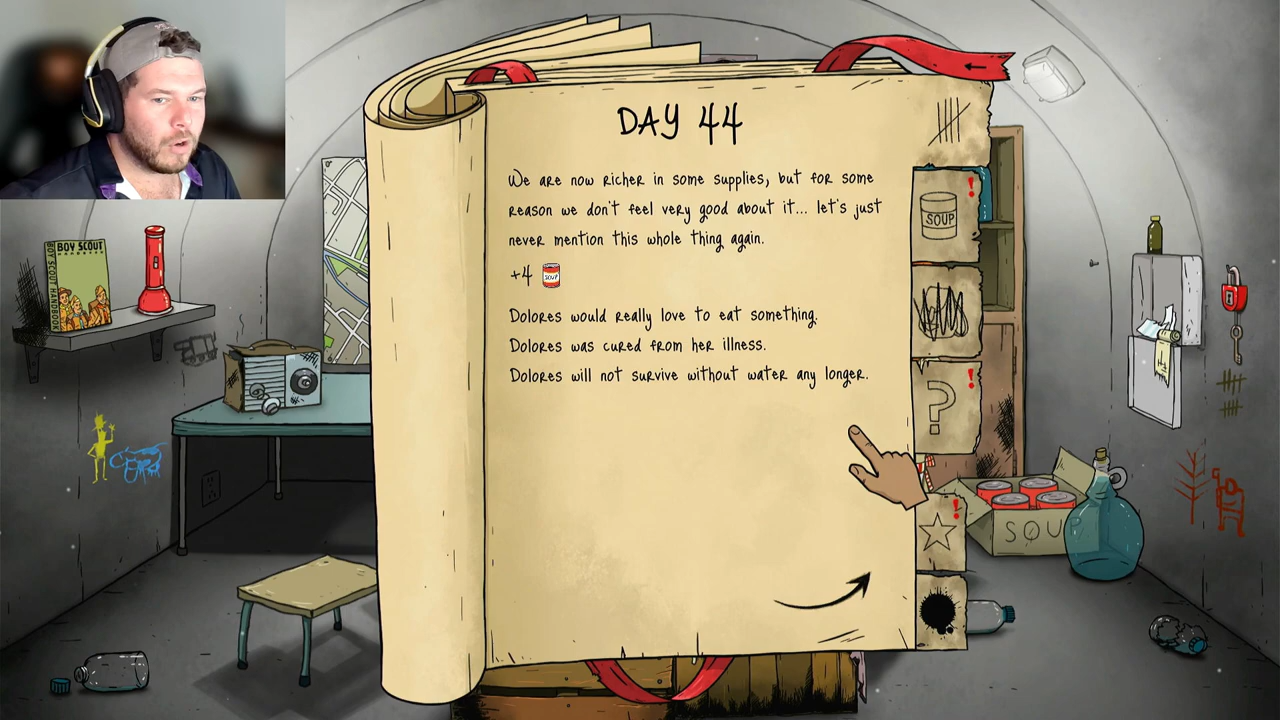 DAY 44
We are now richer in some supplies, but for some
reason we don't feel very good about it... let's just
never mention this whole thing again.
+4 SOUP
Dolores would really love to eat something.
Dolores was cured from her illness.
Dolores will not survive without water any longer.
!
SOUP
?
!
!
BOY SCOUT
HANDBOOK
BOY SCOUT HANDBOOK
SOUP